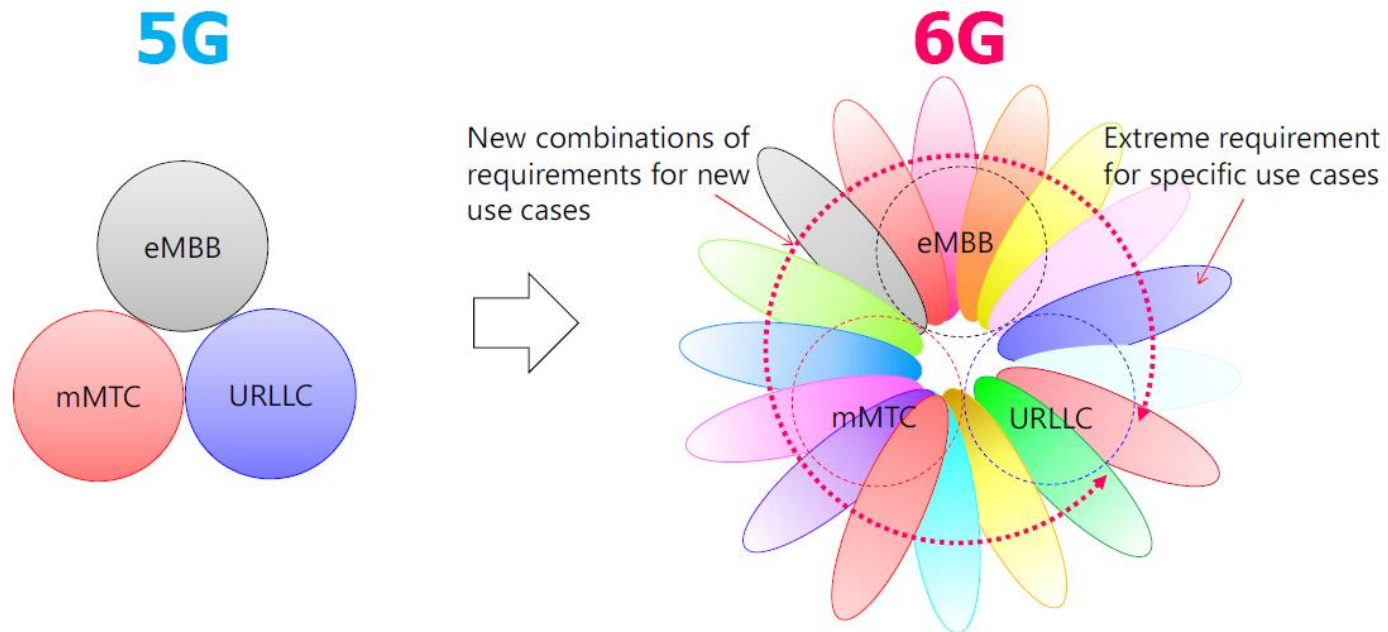 5G
6G
New combinations of
requirements for new
use cases
Extreme requirement
for specific use cases
eMBB
mMTC
URLLC
eMBB
mMTC
URLLC